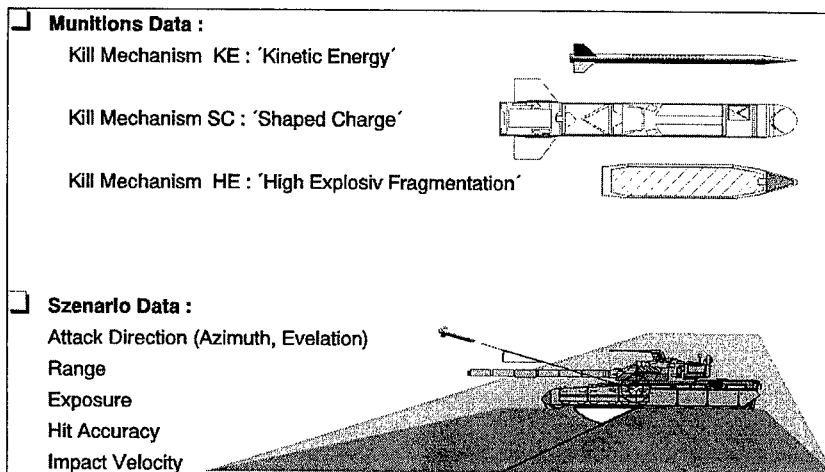 Munitions Data :
Kill Mechanism KE : ´Kinetic Energy´
Kill Mechanism SC : ´Shaped Charge´
Kill Mechanism HE : ´High Explosiv Fragmentation´
Szenario Data :
Attack Direction (Azimuth, Evelation)
Range
Exposure
Hit Accuracy
Impact Velocity